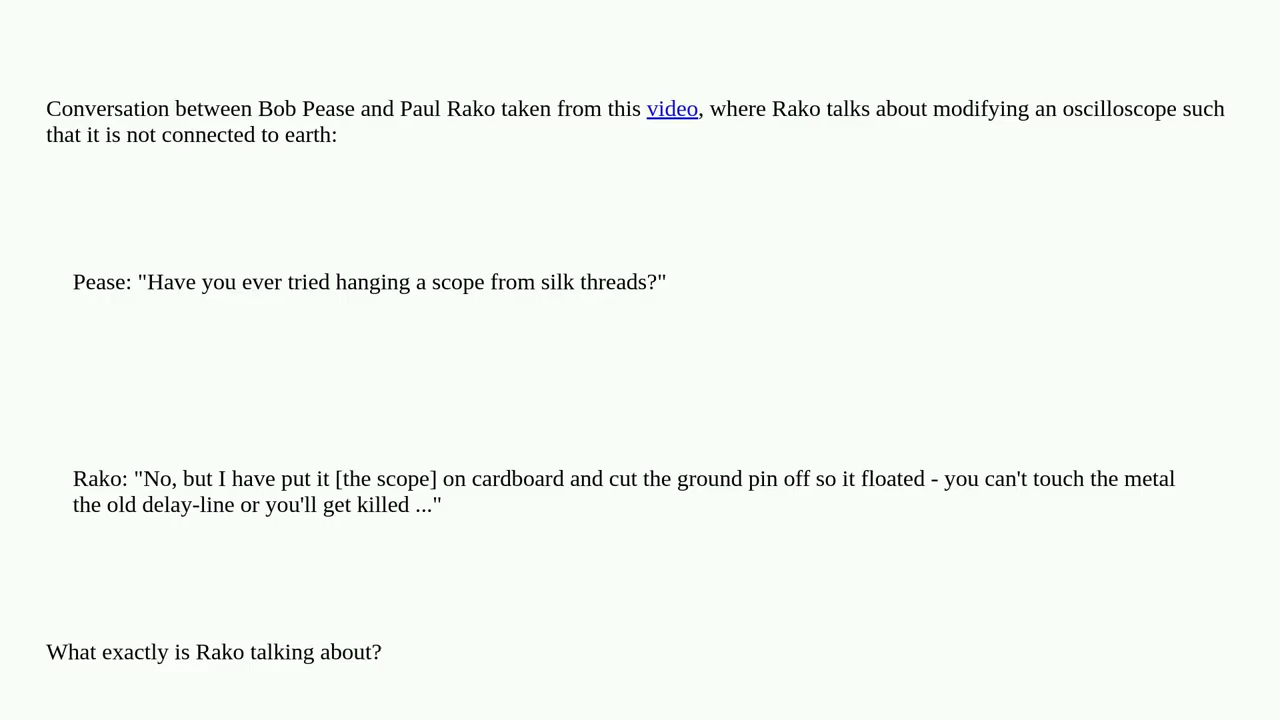 Conversation between Bob Pease and Paul Rako taken from this video, where Rako talks about modifying an oscilloscope such
that it is not connected to earth:
Pease: "Have you ever tried hanging a scope from silk threads?"
Rako: "No, but I have put it [the scope] on cardboard and cut the ground pin off so it floated - you can't touch the metal
the old delay-line or you'll get killed ..."
What exactly is Rako talking about?